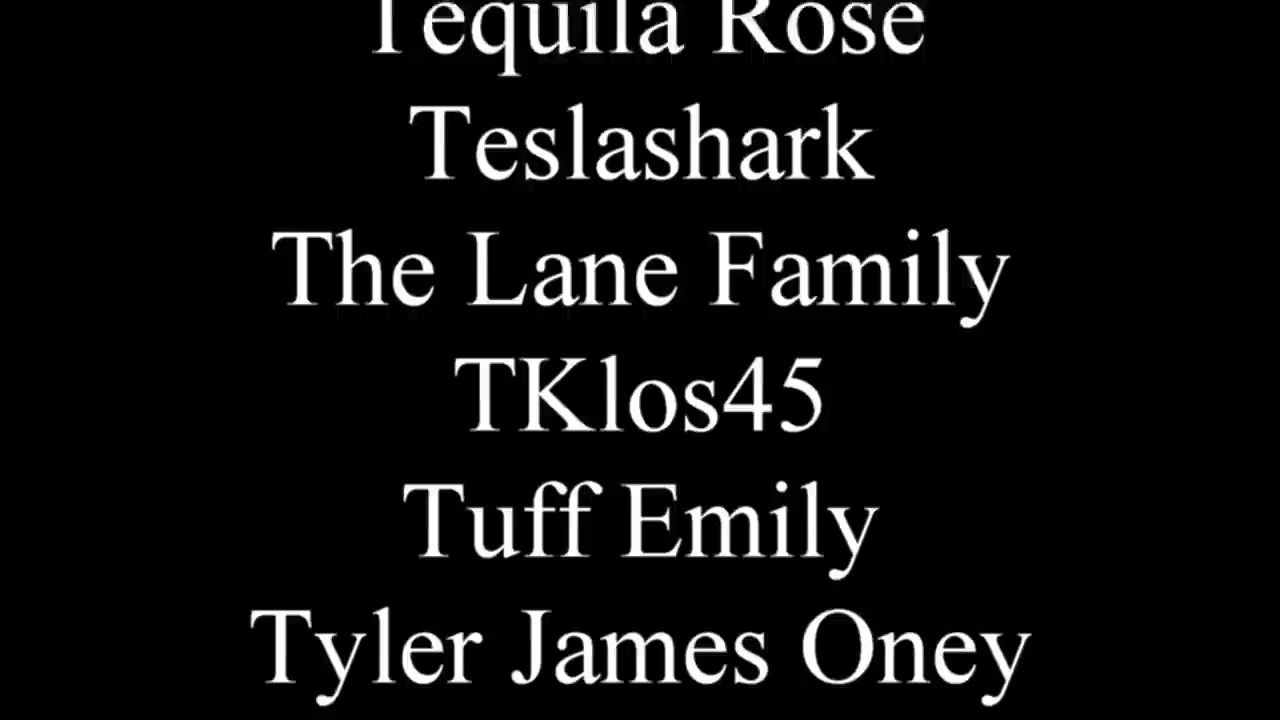 Tequila Rose
Teslashark
The Lane Family
TKlos45
Tuff Emily
Tyler James Oney